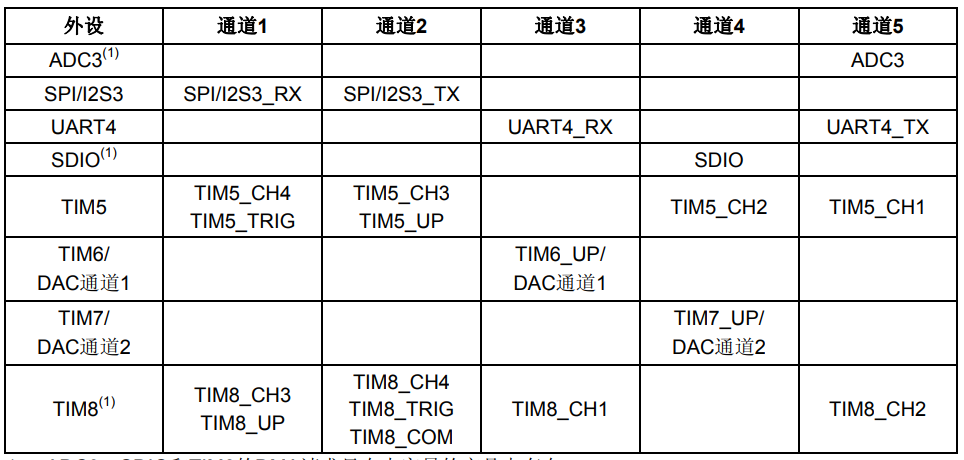 外设 通道1 通道2 通道3 通道4 通道5
ADC3(1) ADC3
SPI/I2S3 SPI/I2S3_RX SPI/I2S3_TX
UART4 UART4_RX UART4_TX
SDIO(1) SDIO
TIM5 TIM5_CH4 TIM5_TRIG TIM5_CH3 TIM5_UP TIM5_CH2 TIM5_CH1
TIM6/ DAC通道1 TIM6_UP/ DAC通道1
TIM7/ DAC通道2 TIM7_UP/ DAC通道2
TIM8(1) TIM8_CH3 TIM8_UP TIM8_CH4 TIM8_TRIG TIM8_COM TIM8_CH1 TIM8_CH2